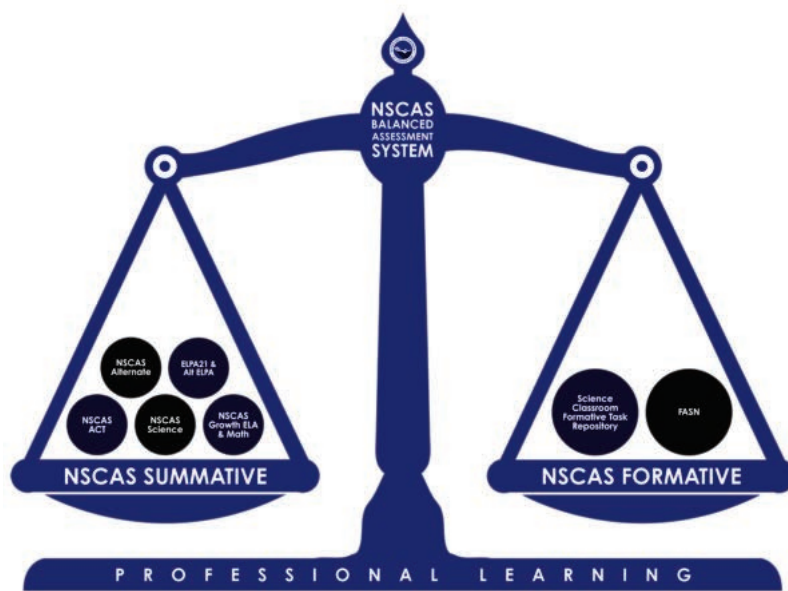 NSCAS
BALANCED
ASSESSMENT
SYSTEM
NSCAS
Alternate
ELPA21 &
Alt ELPA
NSCAS
ACT
NSCAS
Science
NSCAS
Growth ELA
& Math
NSCAS SUMMATIVE
Science
Classroom
Formative Task
Repository
FASN
NSCAS FORMATIVE
PROFESSIONAL LEARNING